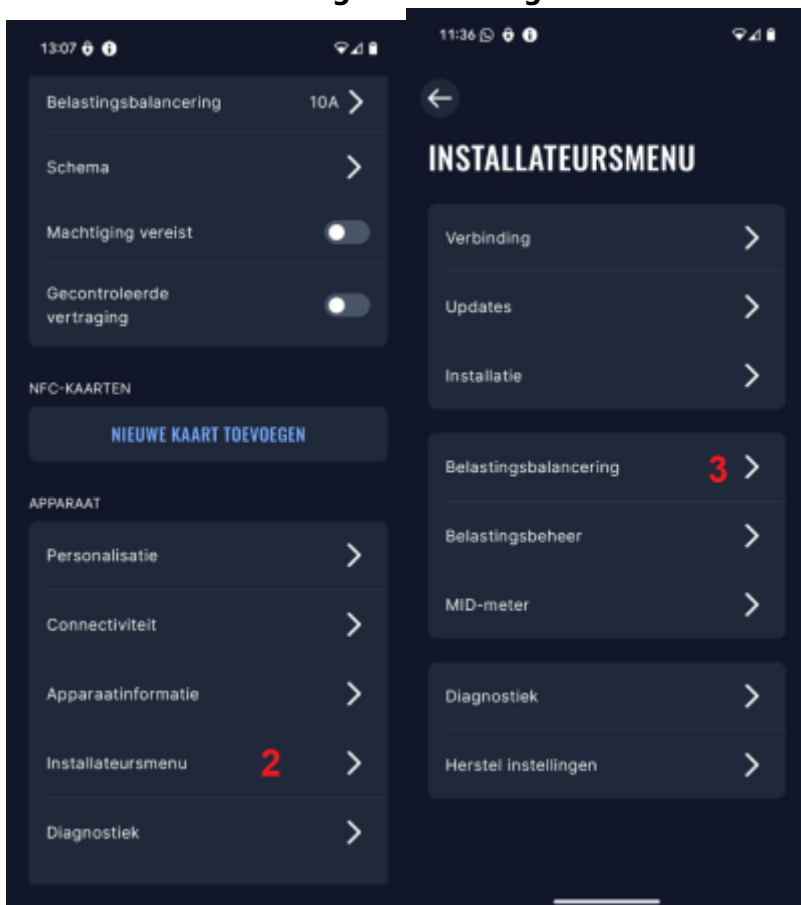 13:07
Belastingsbalancering 10A
Schema
Machtiging vereist
Gecontroleerde
vertraging
NFC-KAARTEN
NIEUWE KAART TOEVOEGEN
APPARAAT
Personalisatie
Connectiviteit
Apparaatinformatie
Installateursmenu 2
Diagnostiek
11:36
INSTALLATEURSMENU
Verbinding
Updates
Installatie
Belastingsbalancering 3
Belastingsbeheer
MID-meter
Diagnostiek
Herstel instellingen